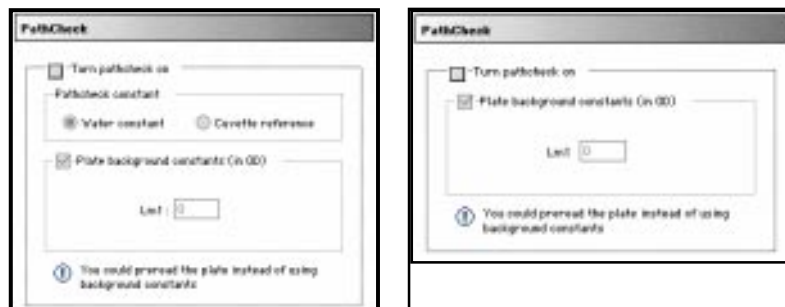 PathCheck
Turn pathcheck on
Pathcheck constant
Water constant
Cuvette reference
Plate background constants (in OD)
Lm1 : 0
You could preread the plate instead of using
background constants
PathCheck
Turn pathcheck on
Plate background constants (in OD)
Lm1 0
You could preread the plate instead of using
background constants